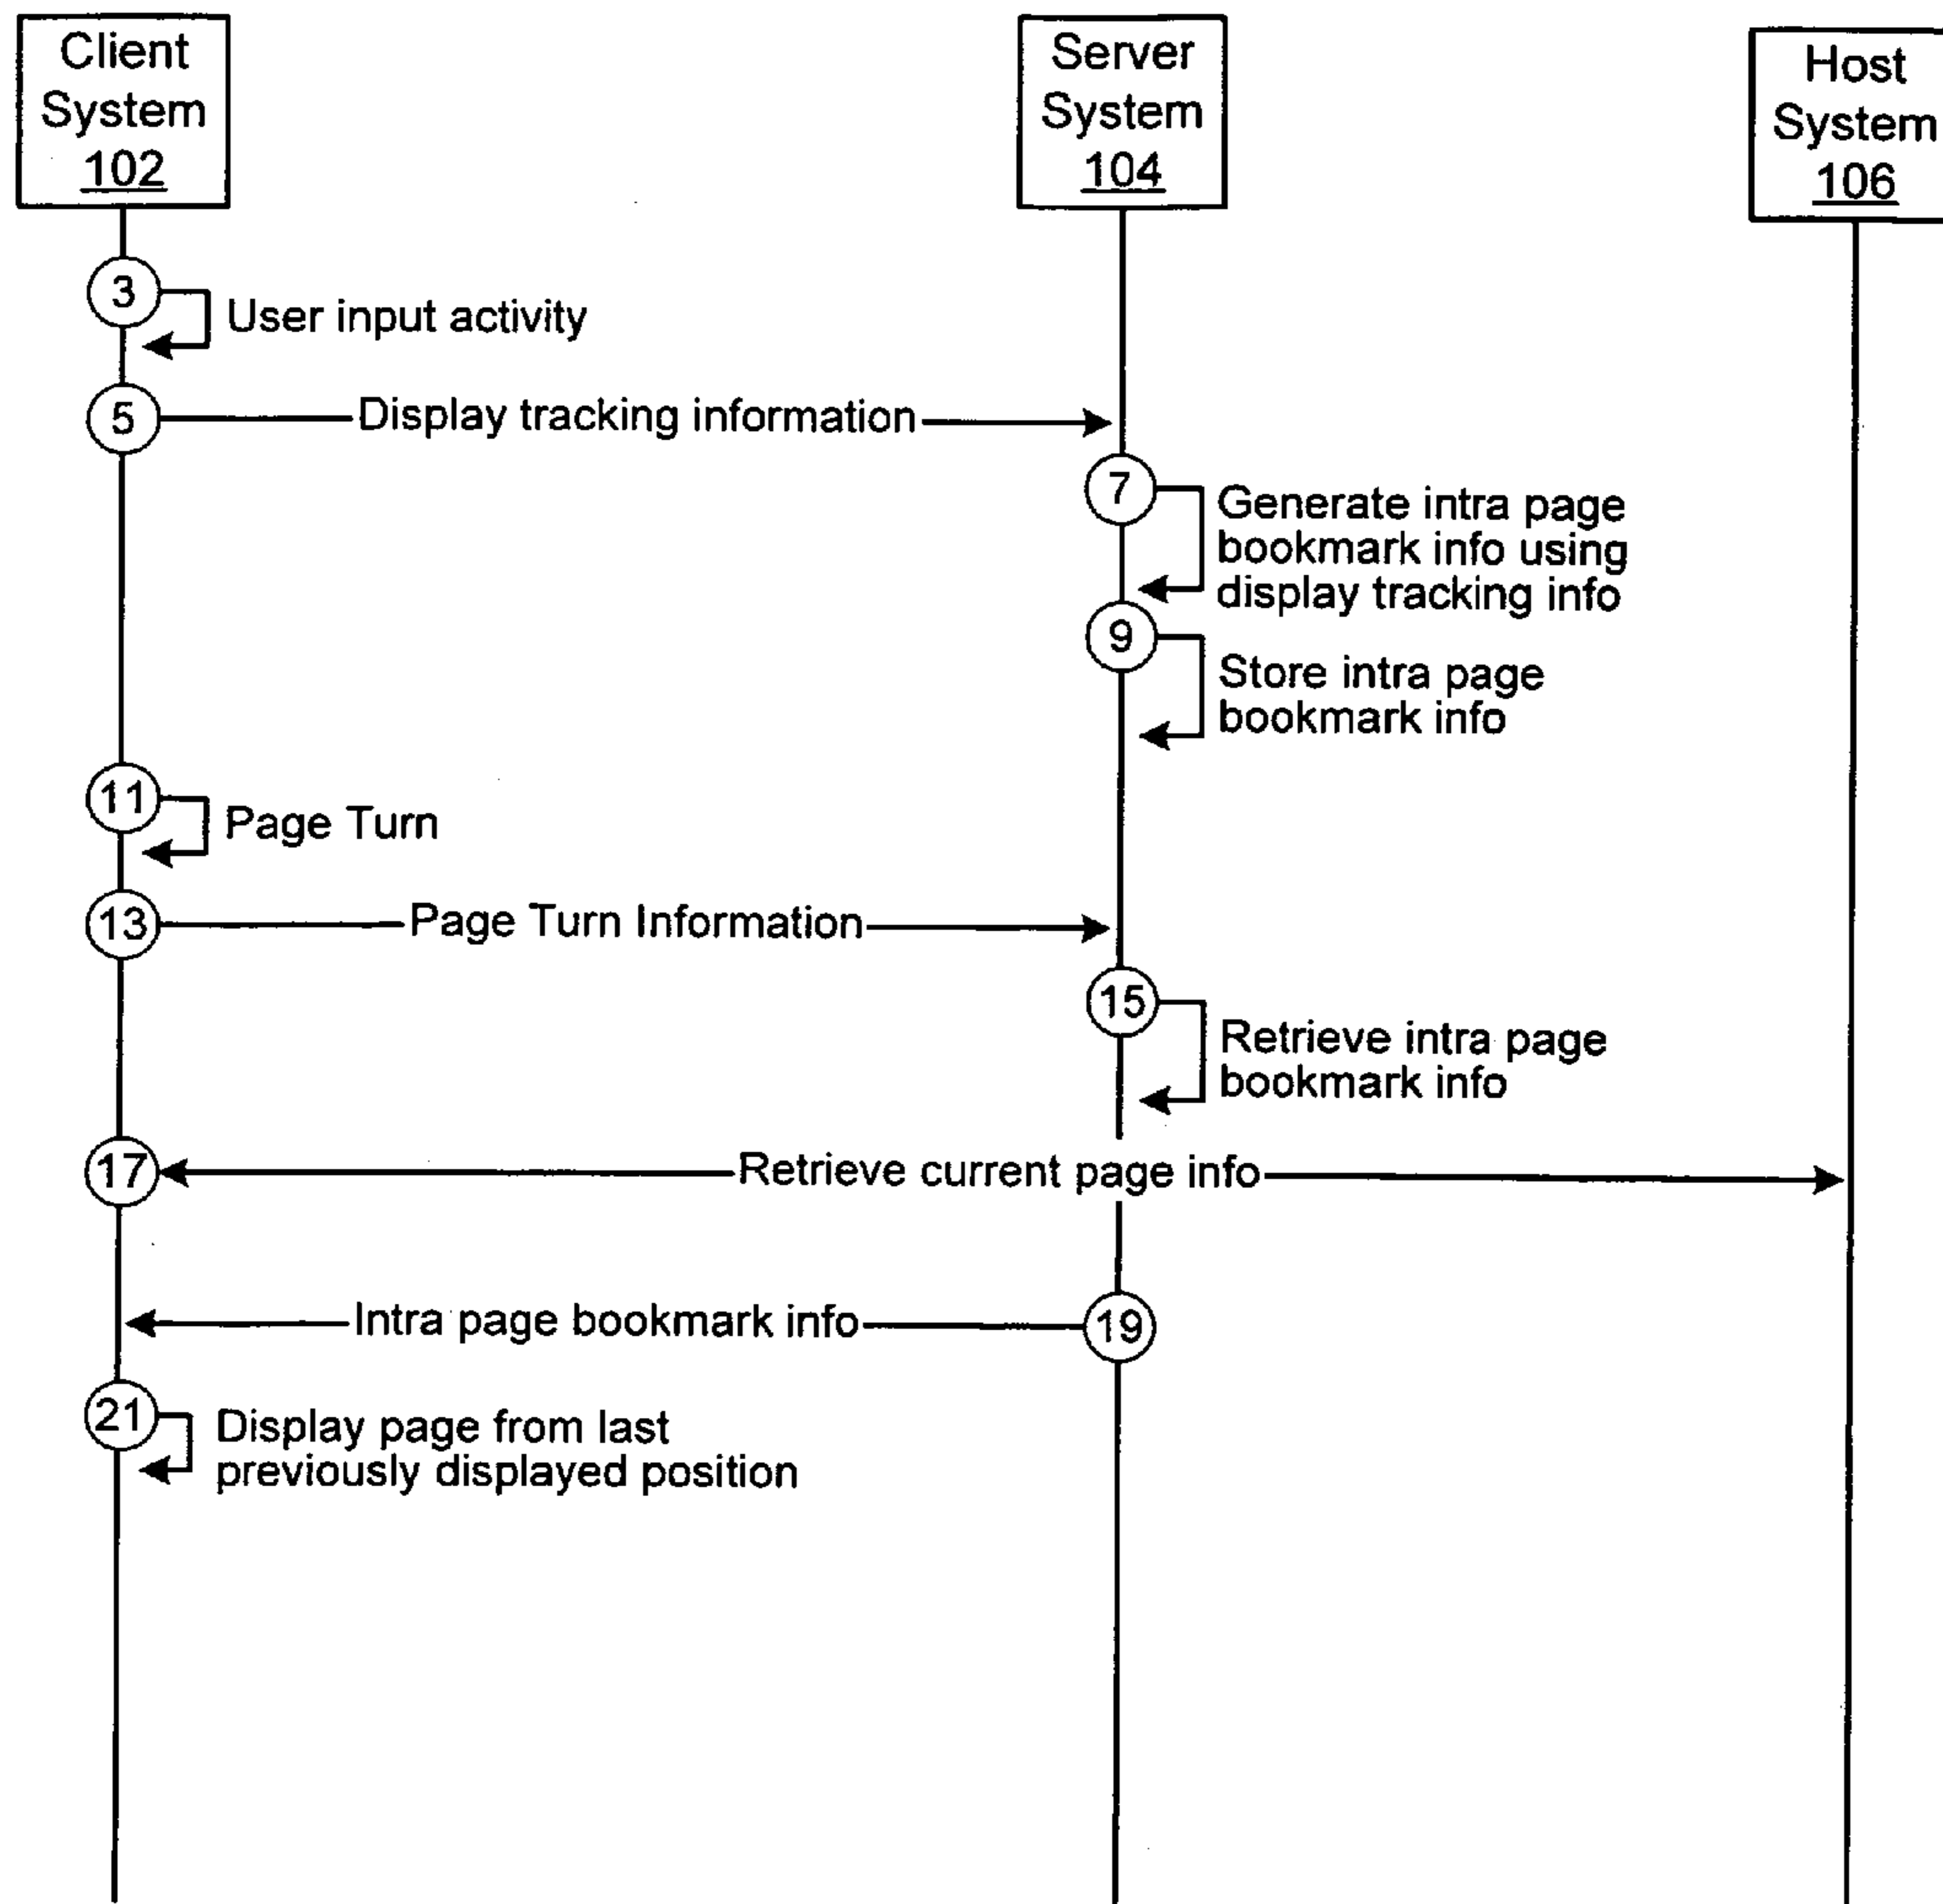 Client
System
102
Server
System
104
Host
System
106
3
User input activity
5
Display tracking information
7
Generate intra page
bookmark info using
display tracking info
9
Store intra page
bookmark info
11
Page Turn
13
Page Turn Information
15
Retrieve intra page
bookmark info
17
Retrieve current page info
Intra page bookmark info
19
21
Display page from last
previously displayed position